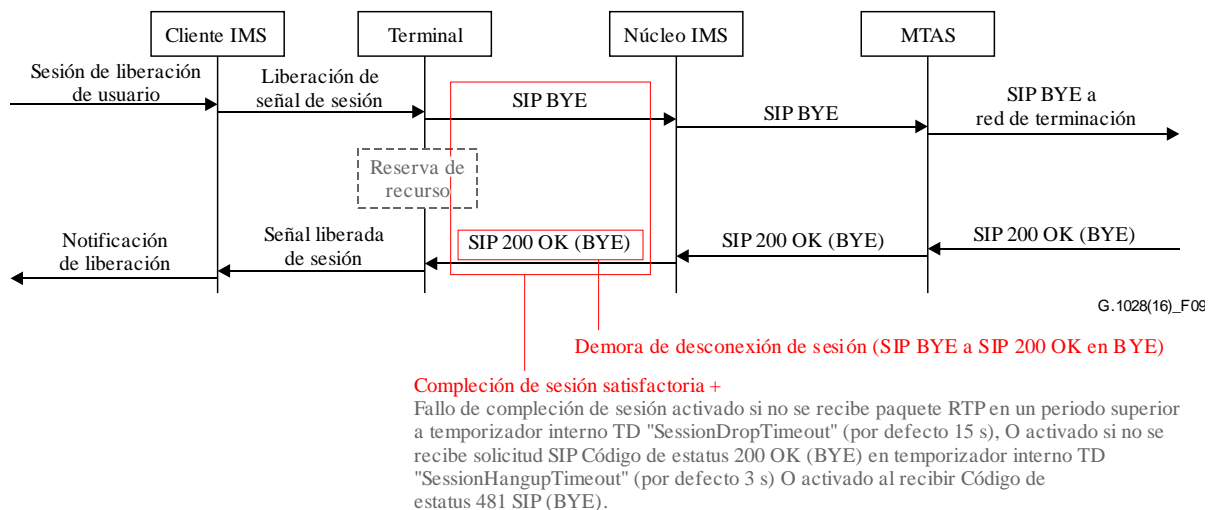 Cliente IMS
Terminal
Núcleo IMS
MTAS
Sesión de liberación
de usuario
Liberación de
señal de sesión
SIP BYE
SIP BYE
SIP BYE a
red de terminación
Reserva de
recurso
Notificación
de liberación
Señal liberada
de sesión
SIP 200 OK (BYE)
SIP 200 OK (BYE)
SIP 200 OK (BYE)
G.1028(16)_F09
Demora de desconexión de sesión (SIP BYE a SIP 200 OK en BYE)
Compleción de sesión satisfactoria +
Fallo de compleción de sesión activado si no se recibe paquete RTP en un periodo superior
a temporizador interno TD "SessionDropTimeout" (por defecto 15 s), O activado si no se
recibe solicitud SIP Código de estatus 200 OK (BYE) en temporizador interno TD
"SessionHangupTimeout" (por defecto 3 s) O activado al recibir Código de
estatus 481 SIP (BYE).